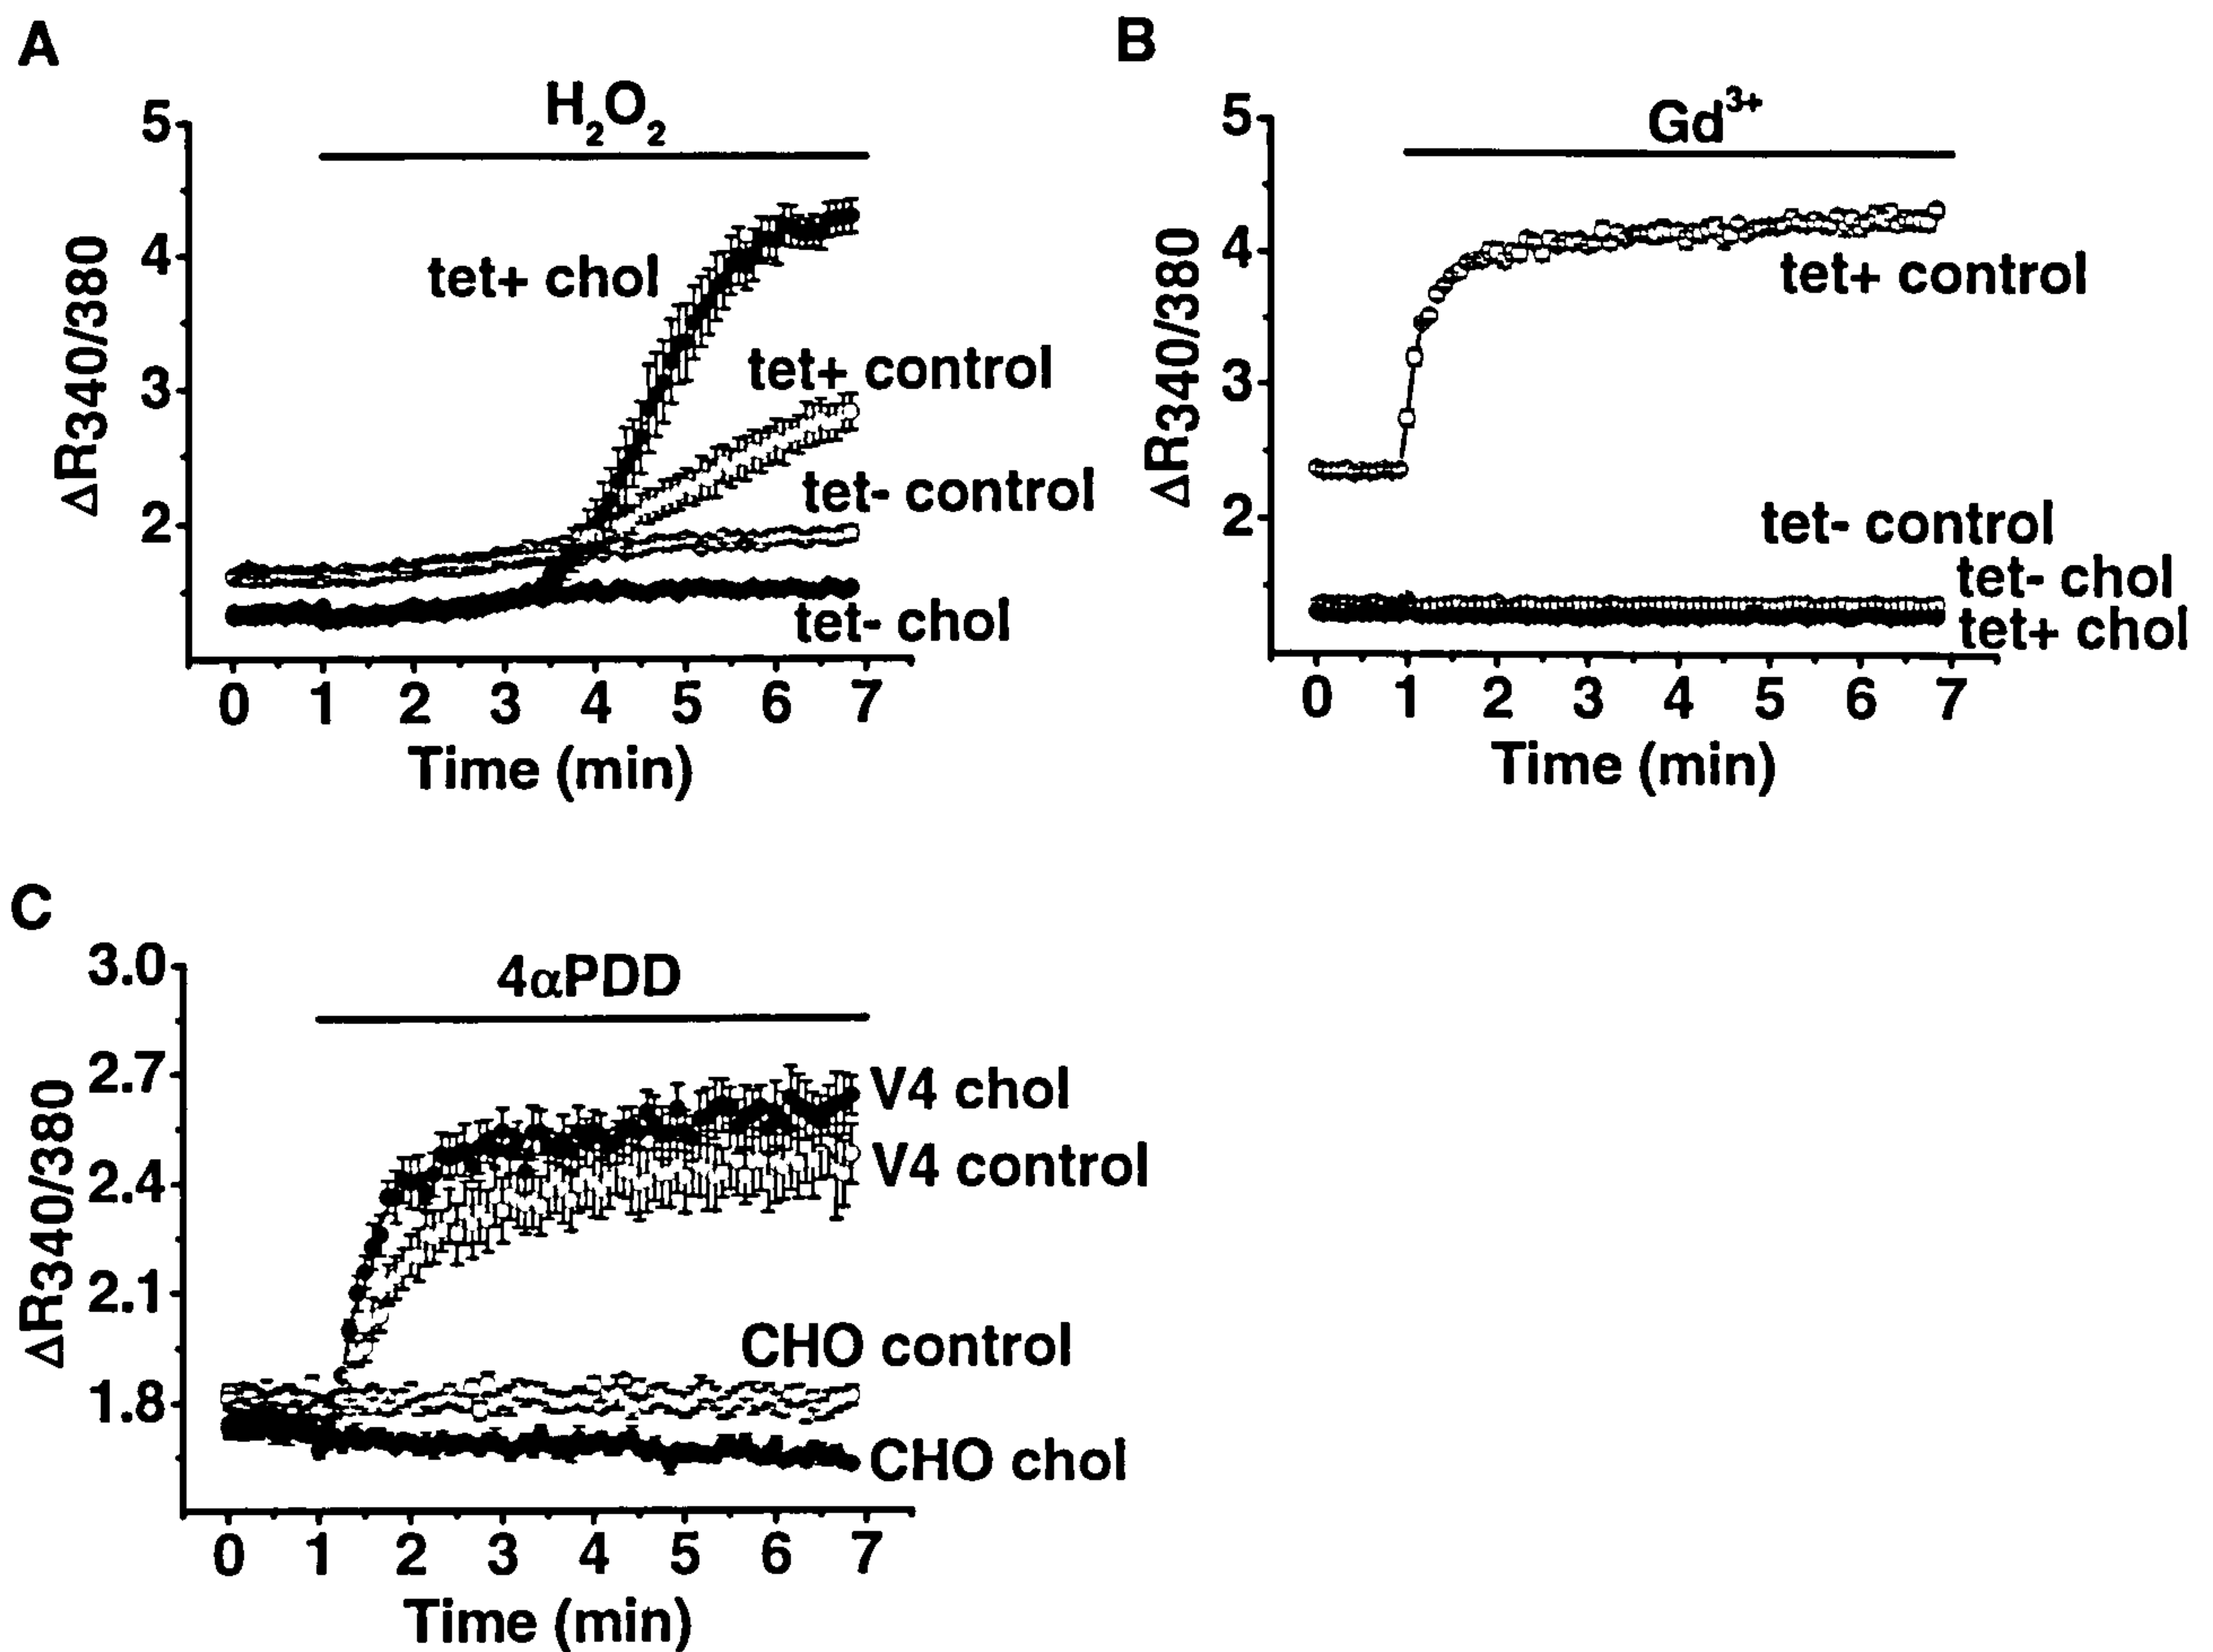 A
H₂O₂
5
4
3
2
ΔR340/380
tet+ chol
tet+ control
tet- control
tet- chol
0 1 2 3 4 5 6 7
Time (min)
B
Gd³⁺
5
4
3
2
ΔR340/380
tet+ control
tet- control
tet- chol
tet+ chol
0 1 2 3 4 5 6 7
Time (min)
C
4αPDD
3.0
2.7
2.4
2.1
1.8
ΔR340/380
V4 chol
V4 control
CHO control
CHO chol
0 1 2 3 4 5 6 7
Time (min)